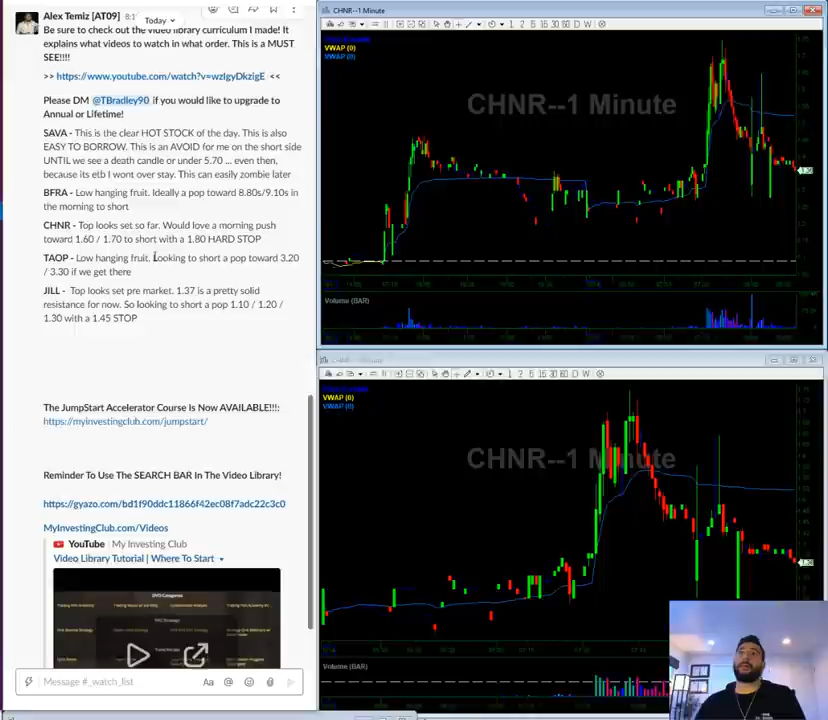 Alex Temiz [AT09]
Today
Be sure to check out the video library curriculum I made! It
explains what videos to watch in what order. This is a MUST
SEE!!!!
>> https://www.youtube.com/watch?v=wzIgyDkzigE <<
Please DM @TBradley90 if you would like to upgrade to
Annual or Lifetime!
SAVA - This is the clear HOT STOCK of the day. This is also
EASY TO BORROW. This is an AVOID for me on the short side
UNTIL we see a death candle or under 5.70 ... even then,
because its etb I wont over stay. This can easily zombie later
BFRA - Low hanging fruit. Ideally a pop toward 8.80s/9.10s in
the morning to short
CHNR - Top looks set so far. Would love a morning push
toward 1.60 / 1.70 to short with a 1.80 HARD STOP
TAOP - Low hanging fruit. Looking to short a pop toward 3.20
/ 3.30 if we get there
JILL - Top looks set pre market. 1.37 is a pretty solid
resistance for now. So looking to short a pop 1.10 / 1.20 /
1.30 with a 1.45 STOP
The JumpStart Accelerator Course Is Now AVAILABLE!!!:
https://myinvestingclub.com/jumpstart/
Reminder To Use The SEARCH BAR In The Video Library!
https://gyazo.com/bd1f90ddc11866f42ec08f7adc22c3c0
MyInvestingClub.com/Videos
YouTube | My Investing Club
Video Library Tutorial | Where To Start
Message #_watch_list
Aa
CHNR--1 Minute
VWAP (0)
VWAP (0)
CHNR--1 Minute
Volume (BAR)
CHNR--1 Minute
VWAP (0)
VWAP (0)
CHNR--1 Minute
Volume (BAR)